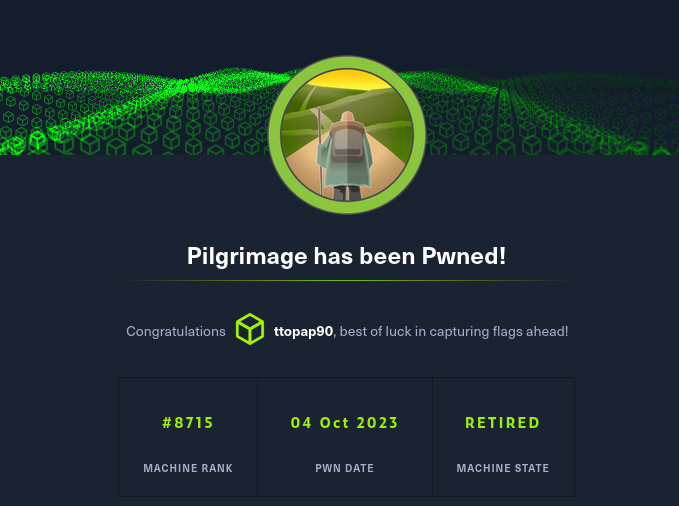 Pilgrimage has been Pwned!
Congratulations ttopap90, best of luck in capturing flags ahead!
#8715 04 Oct 2023 RETIRED
MACHINE RANK PWN DATE MACHINE STATE